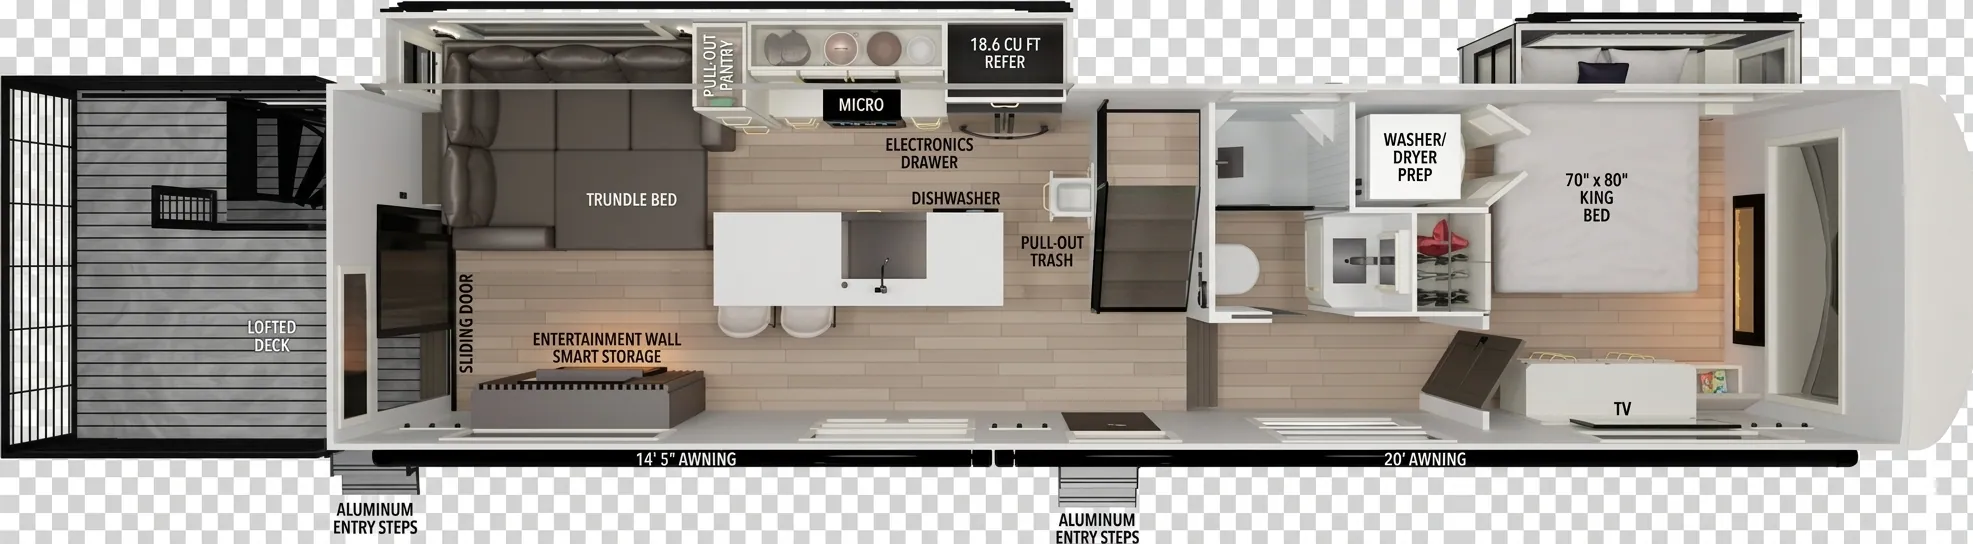 PULL-OUT
PANTRY
18.6 CU FT
REFER
MICRO
ELECTRONICS
DRAWER
WASHER/
DRYER
PREP
70" x 80"
KING
BED
TRUNDLE BED
DISHWASHER
PULL-OUT
TRASH
SLIDING DOOR
LOFTED
DECK
ENTERTAINMENT WALL
SMART STORAGE
TV
14' 5" AWNING
20' AWNING
ALUMINUM
ENTRY STEPS
ALUMINUM
ENTRY STEPS